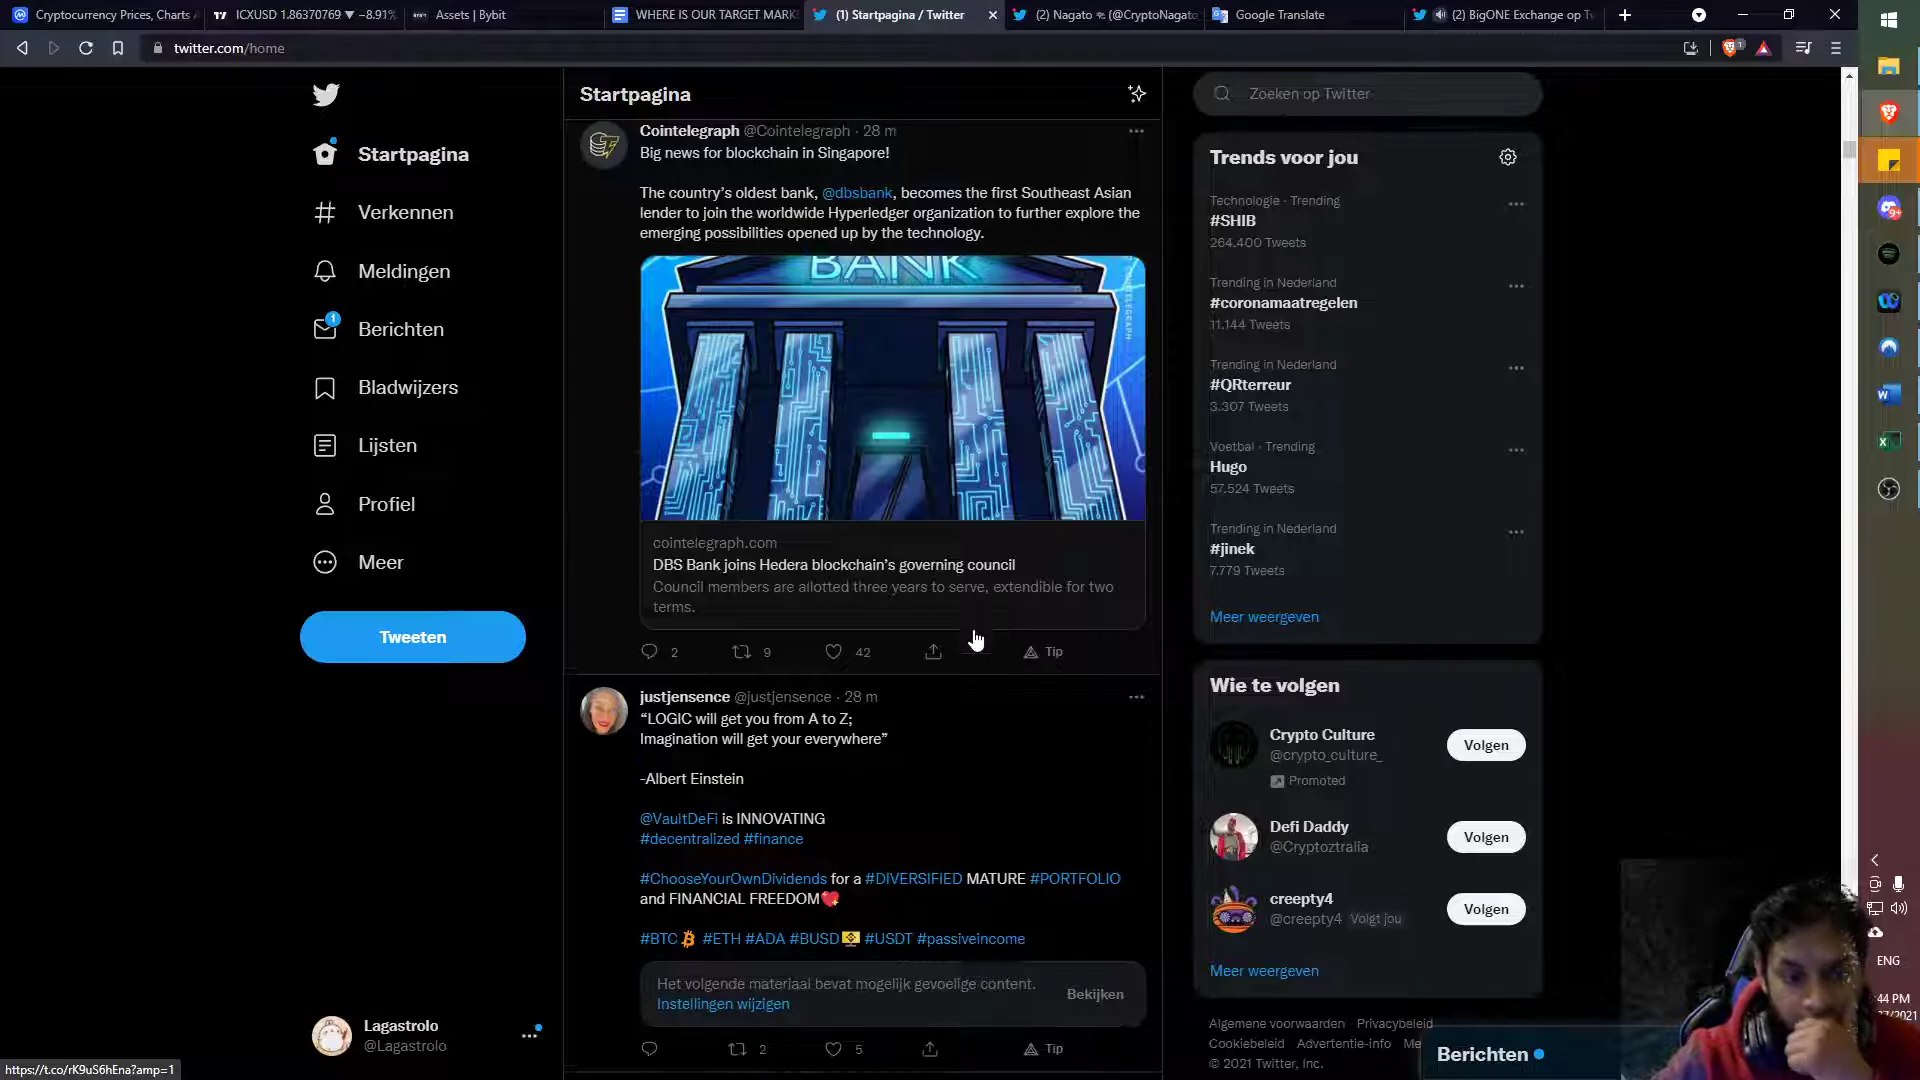 Cryptocurrency Prices, Charts
ICXUSD 1.86370769 ▼ −8.91%
Assets | Bybit
WHERE IS OUR TARGET MARK
(1) Startpagina / Twitter
(2) Nagato (@CryptoNagato
Google Translate
(2) BigONE Exchange op Tw
twitter.com/home
Startpagina
Verkennen
Meldingen
1
Berichten
Bladwijzers
Lijsten
Profiel
Meer
Tweeten
Lagastrolo
@Lagastrolo
https://t.co/rK9uS6hEna?amp=1
Startpagina
Cointelegraph @Cointelegraph · 28 m
Big news for blockchain in Singapore!
The country's oldest bank, @dbsbank, becomes the first Southeast Asian
lender to join the worldwide Hyperledger organization to further explore the
emerging possibilities opened up by the technology.
BANK
COINTELEGRAPH
cointelegraph.com
DBS Bank joins Hedera blockchain's governing council
Council members are allotted three years to serve, extendible for two
terms.
2 9 42 Tip
justjensence @justjensence · 28 m
“LOGIC will get you from A to Z;
Imagination will get your everywhere”
-Albert Einstein
@VaultDeFi is INNOVATING
#decentralized #finance
#ChooseYourOwnDividends for a #DIVERSIFIED MATURE #PORTFOLIO
and FINANCIAL FREEDOM
#BTC #ETH #ADA #BUSD #USDT #passiveincome
Het volgende materiaal bevat mogelijk gevoelige content.
Instellingen wijzigen
Bekijken
2 5 Tip
Zoeken op Twitter
Trends voor jou
Technologie · Trending
#SHIB
264.400 Tweets
Trending in Nederland
#coronamaatregelen
11.144 Tweets
Trending in Nederland
#QRterreur
3.307 Tweets
Voetbal · Trending
Hugo
57.524 Tweets
Trending in Nederland
#jinek
7.779 Tweets
Meer weergeven
Wie te volgen
Crypto Culture
@crypto_culture_
Promoted
Volgen
Defi Daddy
@Cryptoztralia
Volgen
creepty4
@creepty4 Volgt jou
Volgen
Meer weergeven
Algemene voorwaarden Privacybeleid
Cookiebeleid Advertentie-info Me
© 2021 Twitter, Inc.
Berichten
9+
ENG
44 PM
7/2021